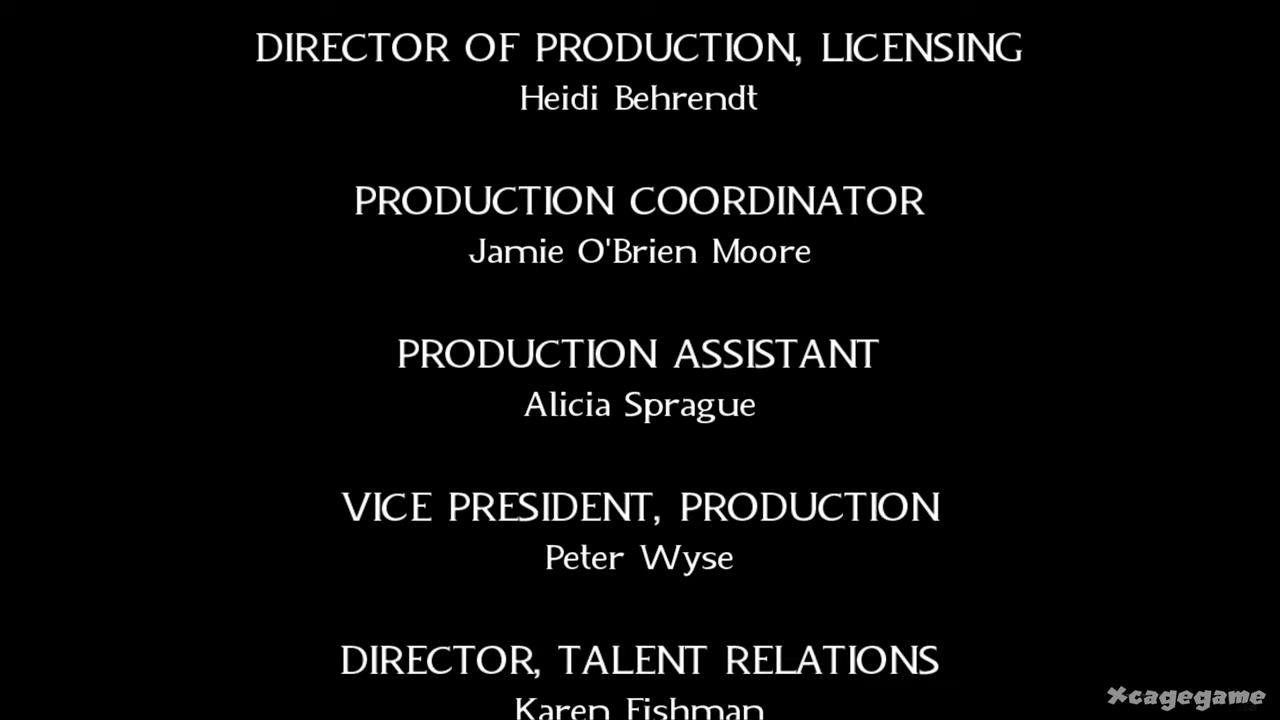 DIRECTOR OF PRODUCTION, LICENSING
Heidi Behrendt
PRODUCTION COORDINATOR
Jamie O'Brien Moore
PRODUCTION ASSISTANT
Alicia Sprague
VICE PRESIDENT, PRODUCTION
Peter Wyse
DIRECTOR, TALENT RELATIONS
Karen Fishman
Xcagegame